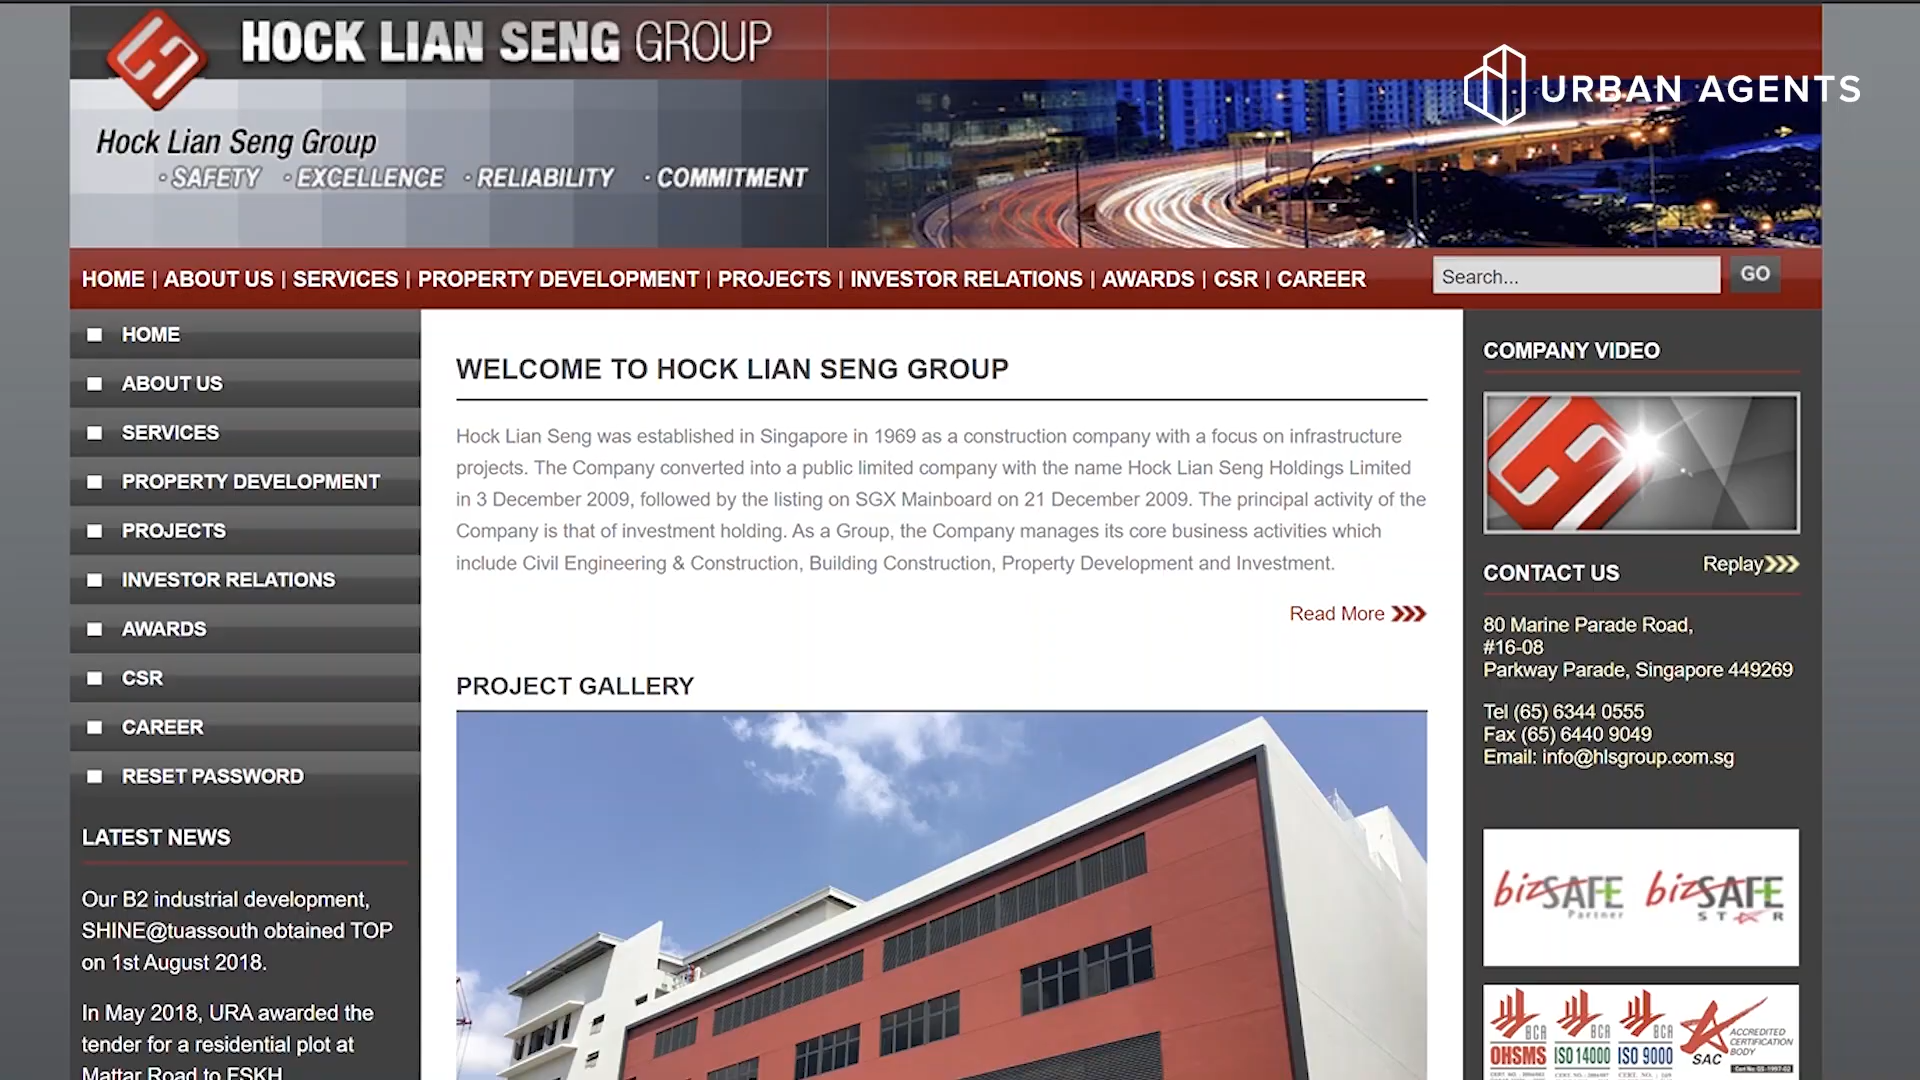 HOCK LIAN SENG GROUP
URBAN AGENTS
Hock Lian Seng Group
· SAFETY · EXCELLENCE · RELIABILITY · COMMITMENT
HOME | ABOUT US | SERVICES | PROPERTY DEVELOPMENT | PROJECTS | INVESTOR RELATIONS | AWARDS | CSR | CAREER
Search...
GO
HOME
ABOUT US
SERVICES
PROPERTY DEVELOPMENT
PROJECTS
INVESTOR RELATIONS
AWARDS
CSR
CAREER
RESET PASSWORD
LATEST NEWS
Our B2 industrial development,
SHINE@tuassouth obtained TOP
on 1st August 2018.
In May 2018, URA awarded the
tender for a residential plot at
Mattar Road to FSKH
WELCOME TO HOCK LIAN SENG GROUP
Hock Lian Seng was established in Singapore in 1969 as a construction company with a focus on infrastructure
projects. The Company converted into a public limited company with the name Hock Lian Seng Holdings Limited
in 3 December 2009, followed by the listing on SGX Mainboard on 21 December 2009. The principal activity of the
Company is that of investment holding. As a Group, the Company manages its core business activities which
include Civil Engineering & Construction, Building Construction, Property Development and Investment.
Read More
PROJECT GALLERY
COMPANY VIDEO
Replay
CONTACT US
80 Marine Parade Road,
#16-08
Parkway Parade, Singapore 449269
Tel (65) 6344 0555
Fax (65) 6440 9049
Email: info@hlsgroup.com.sg
bizSAFE
Partner
bizSAFE
STAR
BCA
OHSMS
BCA
ISO 14000
BCA
ISO 9000
SAC
ACCREDITED
CERTIFICATION
BODY